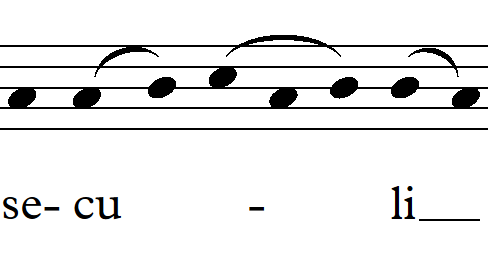 se- cu - li___